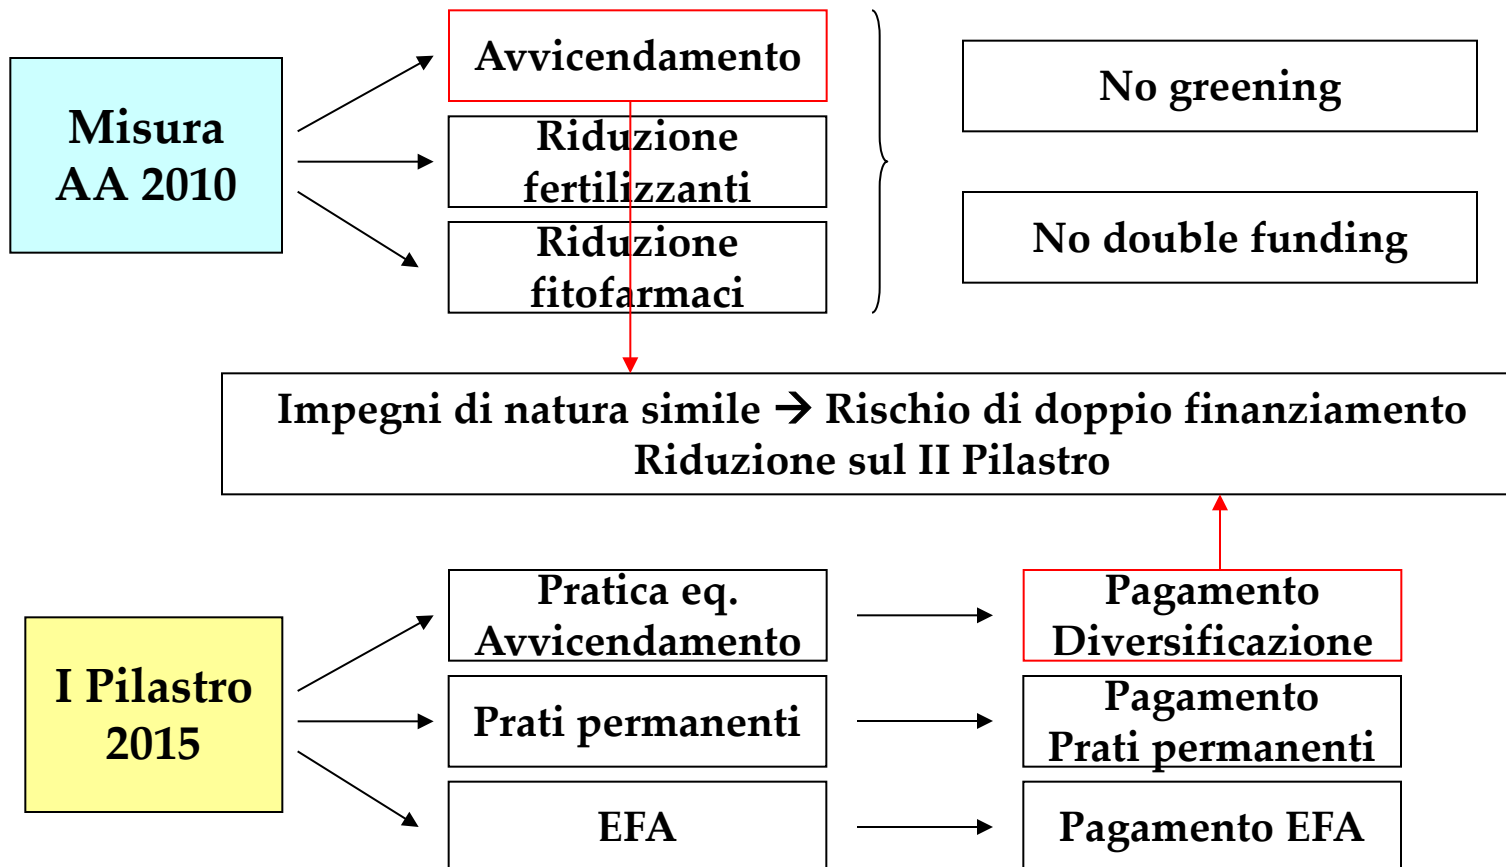 Misura
AA 2010
Avvicendamento
Riduzione
fertilizzanti
Riduzione
fitofarmaci
No greening
No double funding
Impegni di natura simile → Rischio di doppio finanziamento
Riduzione sul II Pilastro
I Pilastro
2015
Pratica eq.
Avvicendamento
Pagamento
Diversificazione
Prati permanenti
Pagamento
Prati permanenti
EFA
Pagamento EFA